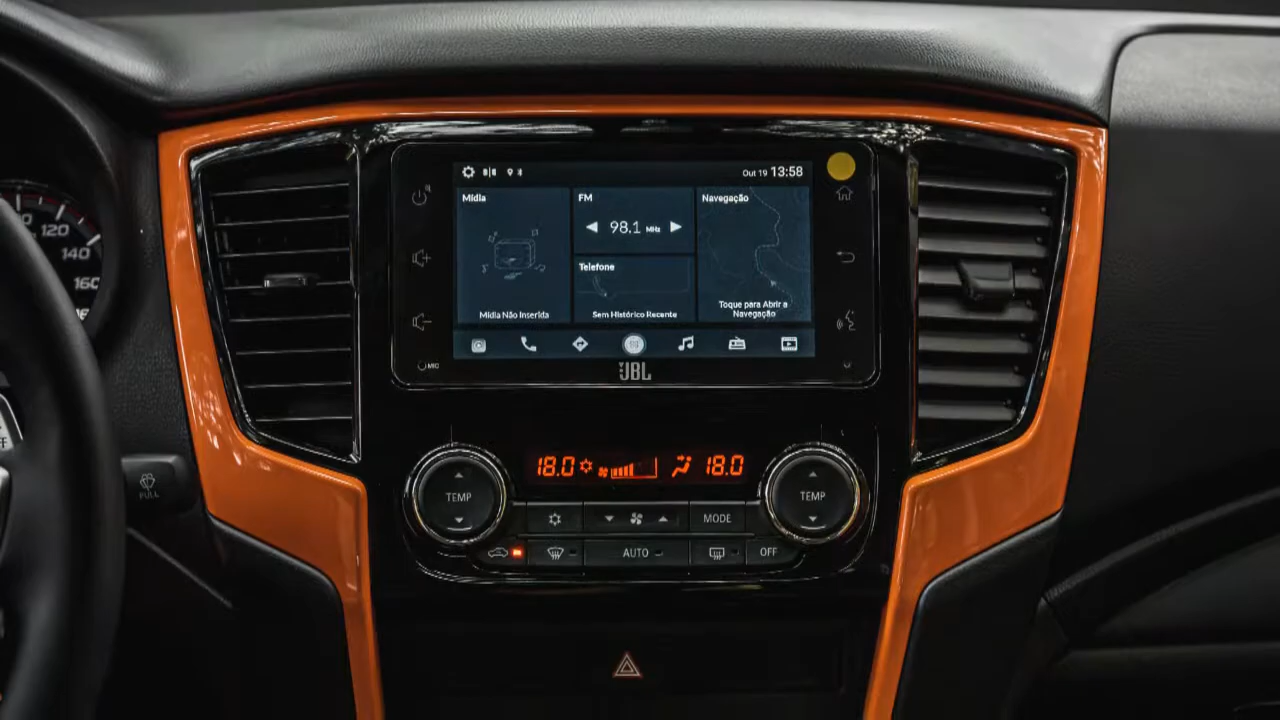 Out 19 13:58
Mídia
FM
Navegação
98.1 MHz
Telefone
Mídia Não Inserida
Sem Histórico Recente
Toque para Abrir a
Navegação
MIC
JBL
120
140
160
PULL
18.0
18.0
TEMP
TEMP
MODE
AUTO
OFF